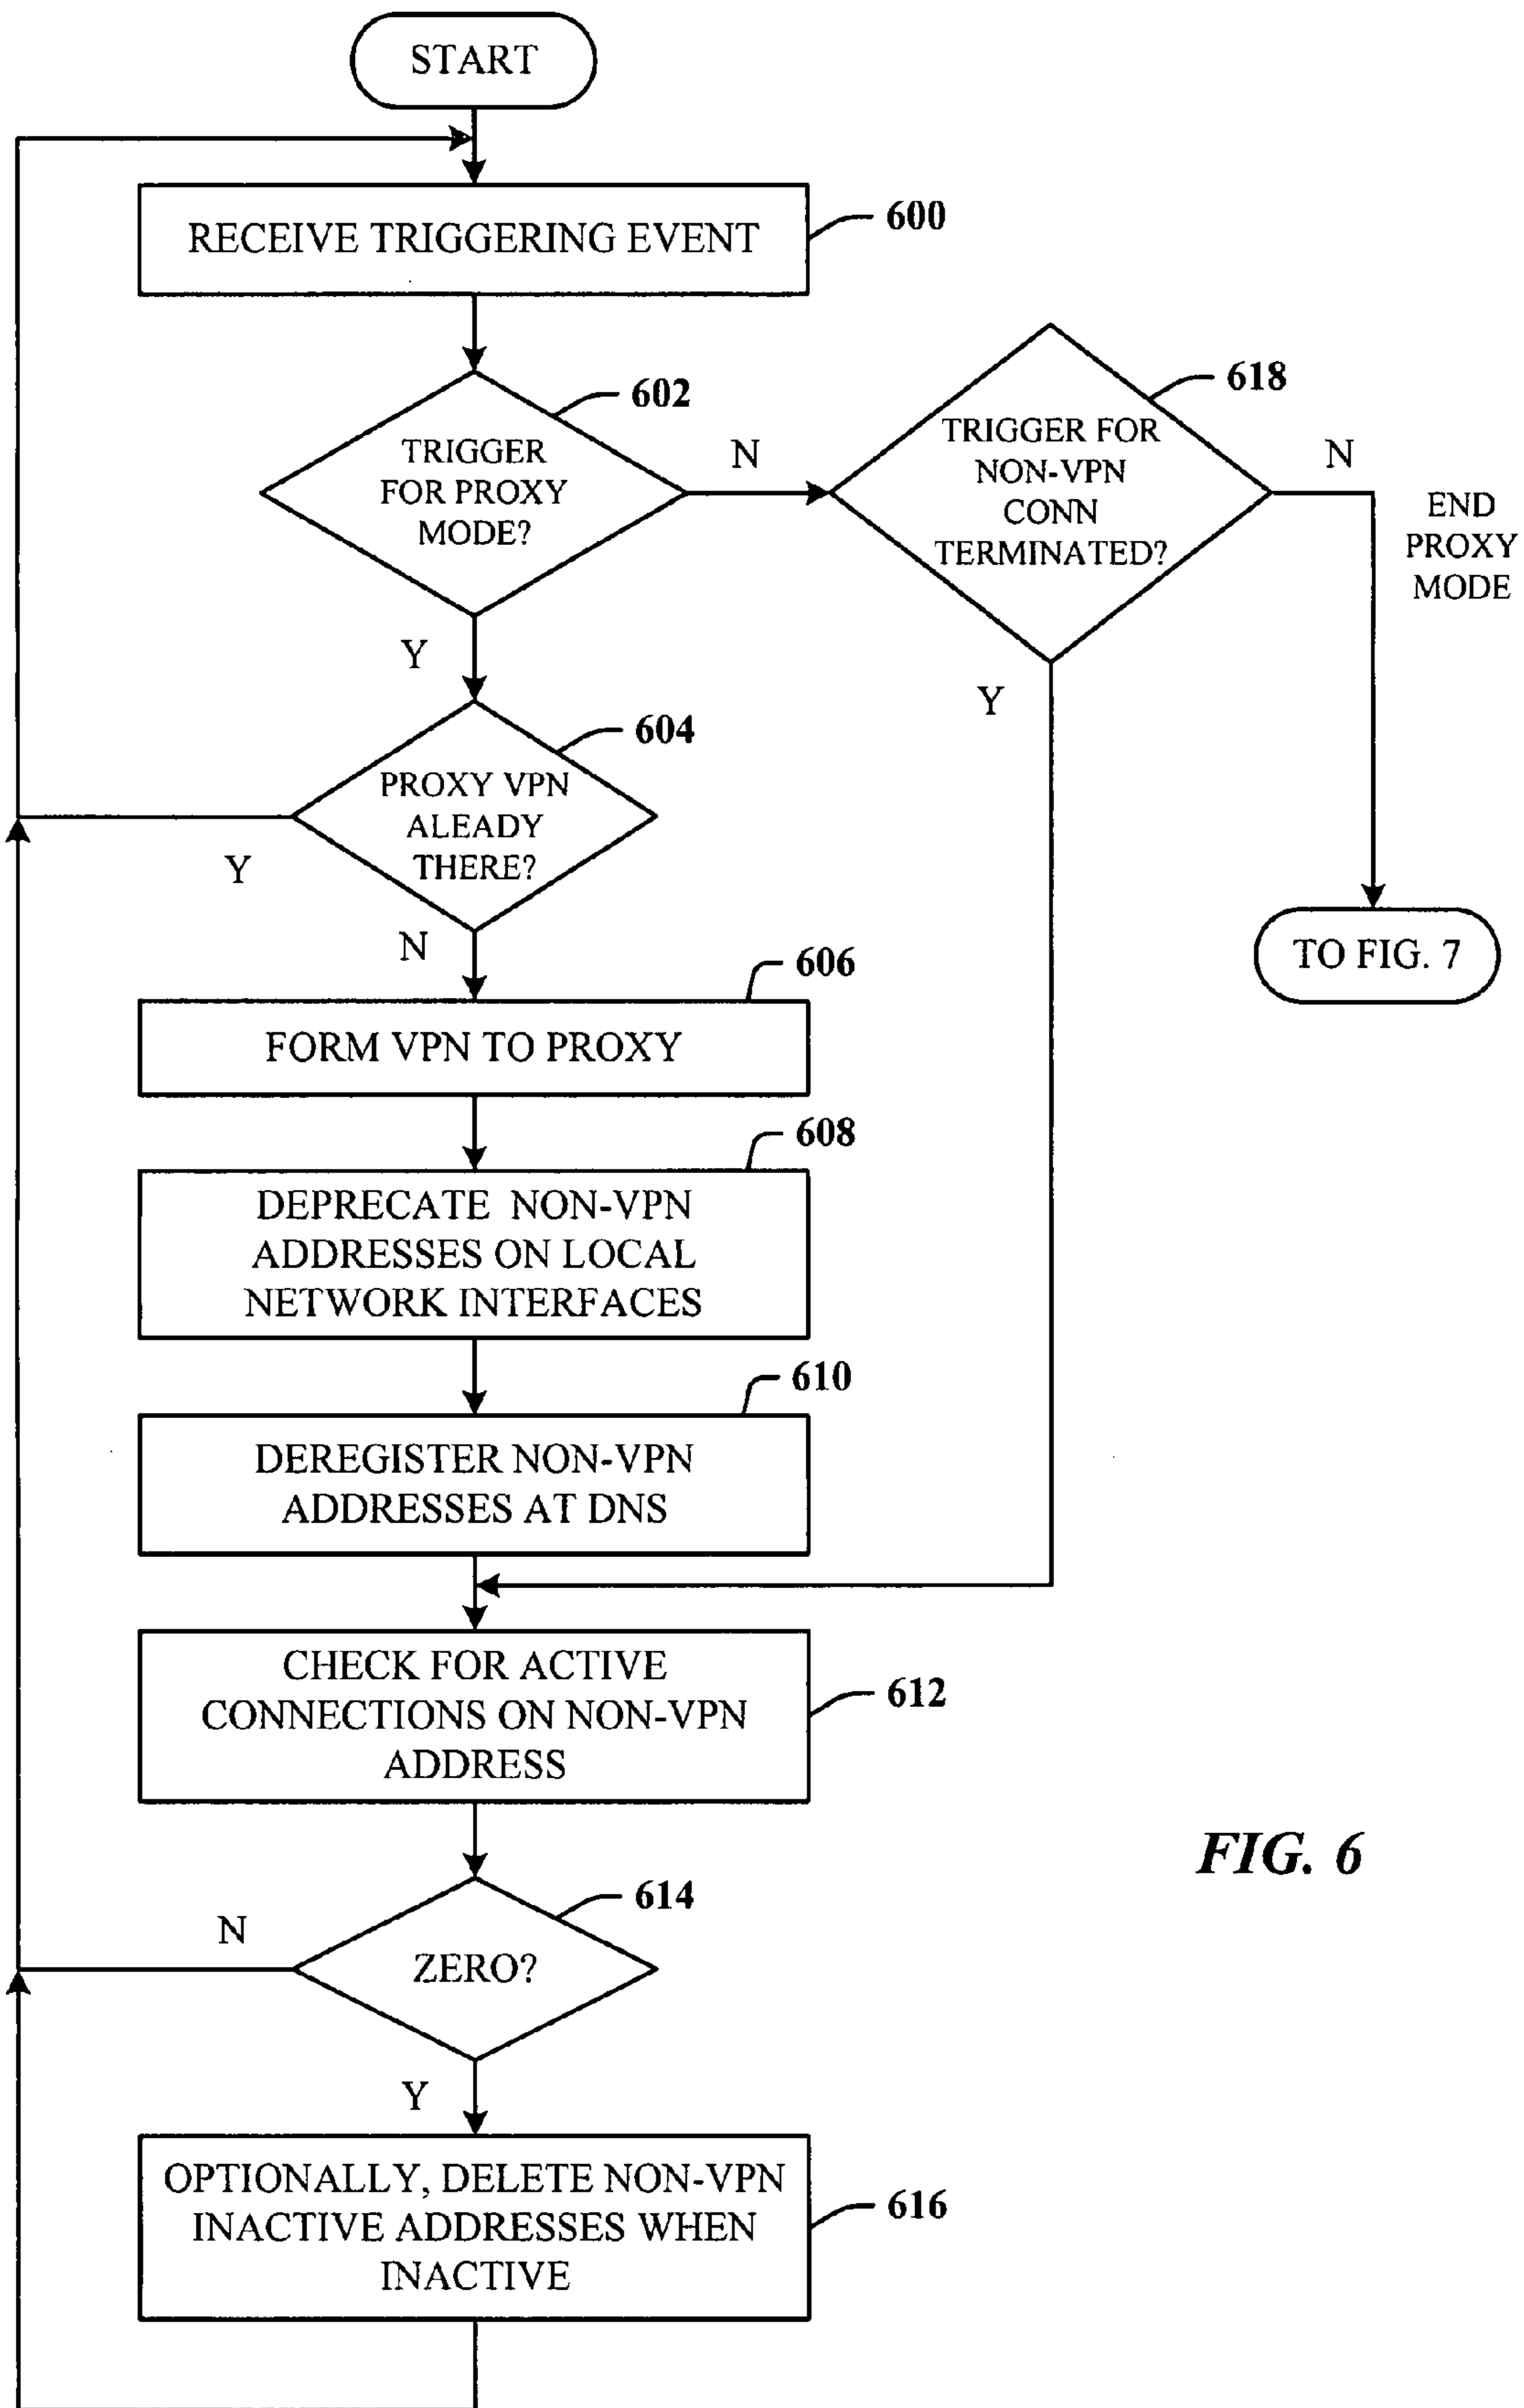 START
RECEIVE TRIGGERING EVENT
600
602
TRIGGER
FOR PROXY
MODE?
N
618
TRIGGER FOR
NON-VPN
CONN
TERMINATED?
N
END
PROXY
MODE
Y
Y
604
PROXY VPN
ALEADY
THERE?
Y
N
TO FIG. 7
606
FORM VPN TO PROXY
608
DEPRECATE NON-VPN
ADDRESSES ON LOCAL
NETWORK INTERFACES
610
DEREGISTER NON-VPN
ADDRESSES AT DNS
CHECK FOR ACTIVE
CONNECTIONS ON NON-VPN
ADDRESS
612
FIG. 6
614
N
ZERO?
Y
OPTIONALLY, DELETE NON-VPN
INACTIVE ADDRESSES WHEN
INACTIVE
616